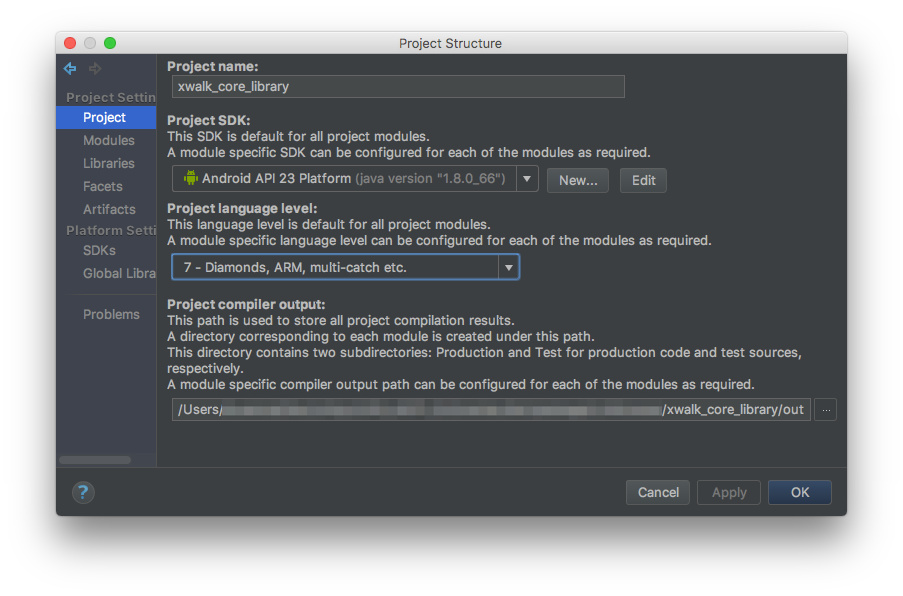 Project Structure
Project Settin
Project
Modules
Libraries
Facets
Artifacts
Platform Setti
SDKs
Global Libra
Problems
Project name:
xwalk_core_library
Project SDK:
This SDK is default for all project modules.
A module specific SDK can be configured for each of the modules as required.
Android API 23 Platform (java version "1.8.0_66") New... Edit
Project language level:
This language level is default for all project modules.
A module specific language level can be configured for each of the modules as required.
7 - Diamonds, ARM, multi-catch etc.
Project compiler output:
This path is used to store all project compilation results.
A directory corresponding to each module is created under this path.
This directory contains two subdirectories: Production and Test for production code and test sources,
respectively.
A module specific compiler output path can be configured for each of the modules as required.
/Users/ /xwalk_core_library/out ...
? Cancel Apply OK